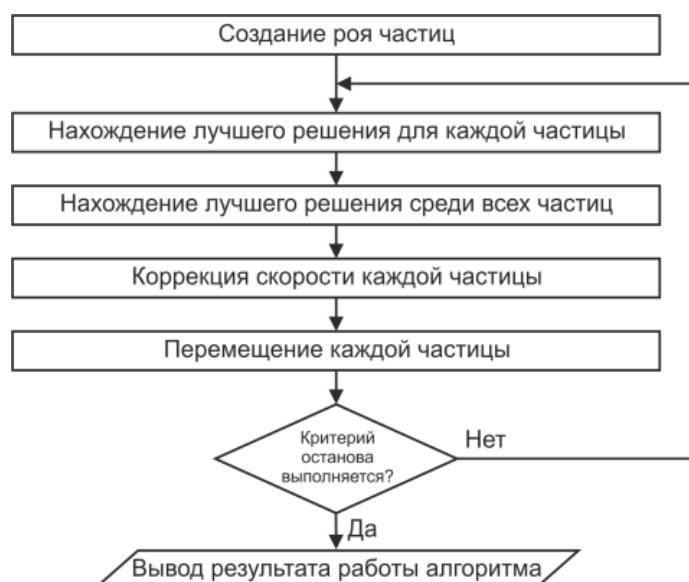 Создание роя частиц
Нахождение лучшего решения для каждой частицы
Нахождение лучшего решения среди всех частиц
Коррекция скорости каждой частицы
Перемещение каждой частицы
Критерий
останова
выполняется?
Нет
Да
Вывод результата работы алгоритма